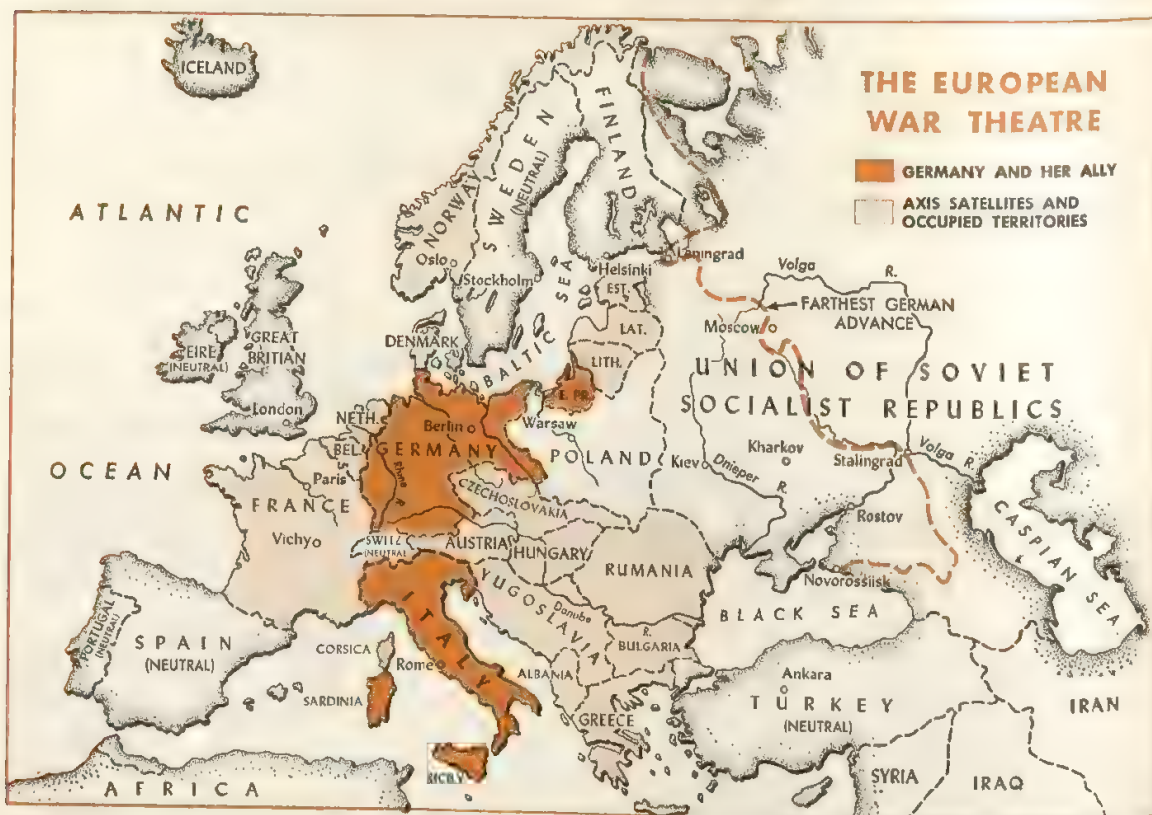 THE EUROPEAN
WAR THEATRE
GERMANY AND HER ALLY
AXIS SATELLITES AND
OCCUPIED TERRITORIES
ICELAND
ATLANTIC
OCEAN
NORWAY
SWEDEN
(NEUTRAL)
FINLAND
Oslo
Stockholm
Helsinki
Leningrad
EST.
LAT.
LITH.
BALTIC SEA
Volga R.
FARTHEST GERMAN
ADVANCE
Moscow
UNION OF SOVIET
SOCIALIST REPUBLICS
EIRE
(NEUTRAL)
GREAT
BRITIAN
London
DENMARK
NETH.
BEL.
Berlin
GERMANY
Rhine R.
E. PR.
Warsaw
POLAND
Kiev
Dnieper R.
Kharkov
Stalingrad
Volga R.
Paris
FRANCE
Vichy
CZECHOSLOVAKIA
SWITZ
(NEUTRAL
AUSTRIA
HUNGARY
RUMANIA
Rostov
Novorossiisk
CASPIAN SEA
BLACK SEA
YUGOSLAVIA
Danube R.
BULGARIA
ITALY
Rome
ALBANIA
GREECE
CORSICA
SARDINIA
PORTUGAL
(NEUTRAL)
SPAIN
(NEUTRAL)
Ankara
TURKEY
(NEUTRAL)
IRAN
SYRIA
IRAQ
AFRICA